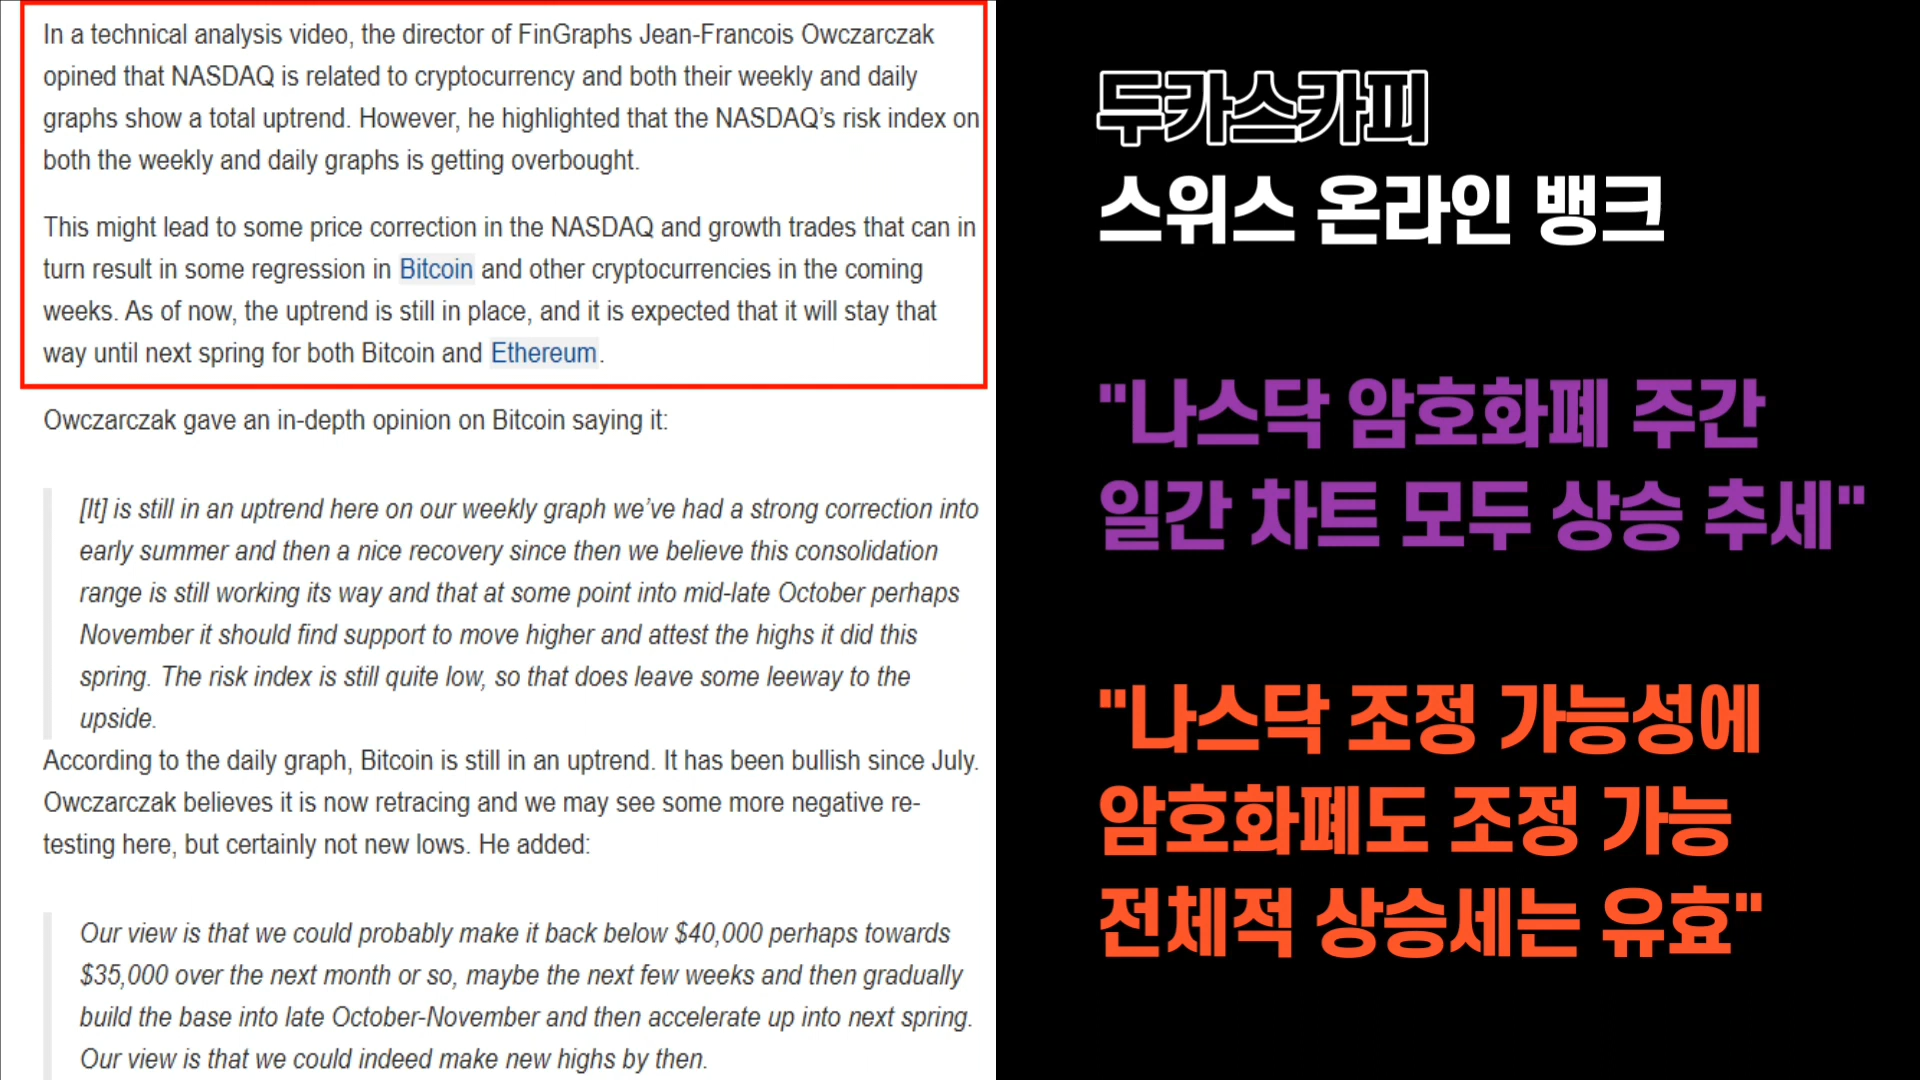 In a technical analysis video, the director of FinGraphs Jean-Francois Owczarczak
opined that NASDAQ is related to cryptocurrency and both their weekly and daily
graphs show a total uptrend. However, he highlighted that the NASDAQ’s risk index on
both the weekly and daily graphs is getting overbought.
This might lead to some price correction in the NASDAQ and growth trades that can in
turn result in some regression in Bitcoin and other cryptocurrencies in the coming
weeks. As of now, the uptrend is still in place, and it is expected that it will stay that
way until next spring for both Bitcoin and Ethereum.
Owczarczak gave an in-depth opinion on Bitcoin saying it:
[It] is still in an uptrend here on our weekly graph we’ve had a strong correction into
early summer and then a nice recovery since then we believe this consolidation
range is still working its way and that at some point into mid-late October perhaps
November it should find support to move higher and attest the highs it did this
spring. The risk index is still quite low, so that does leave some leeway to the
upside.
According to the daily graph, Bitcoin is still in an uptrend. It has been bullish since July.
Owczarczak believes it is now retracing and we may see some more negative re-
testing here, but certainly not new lows. He added:
Our view is that we could probably make it back below $40,000 perhaps towards
$35,000 over the next month or so, maybe the next few weeks and then gradually
build the base into late October-November and then accelerate up into next spring.
Our view is that we could indeed make new highs by then.
두카스카피
스위스 온라인 뱅크
"나스닥 암호화폐 주간
일간 차트 모두 상승 추세"
"나스닥 조정 가능성에
암호화폐도 조정 가능
전체적 상승세는 유효"